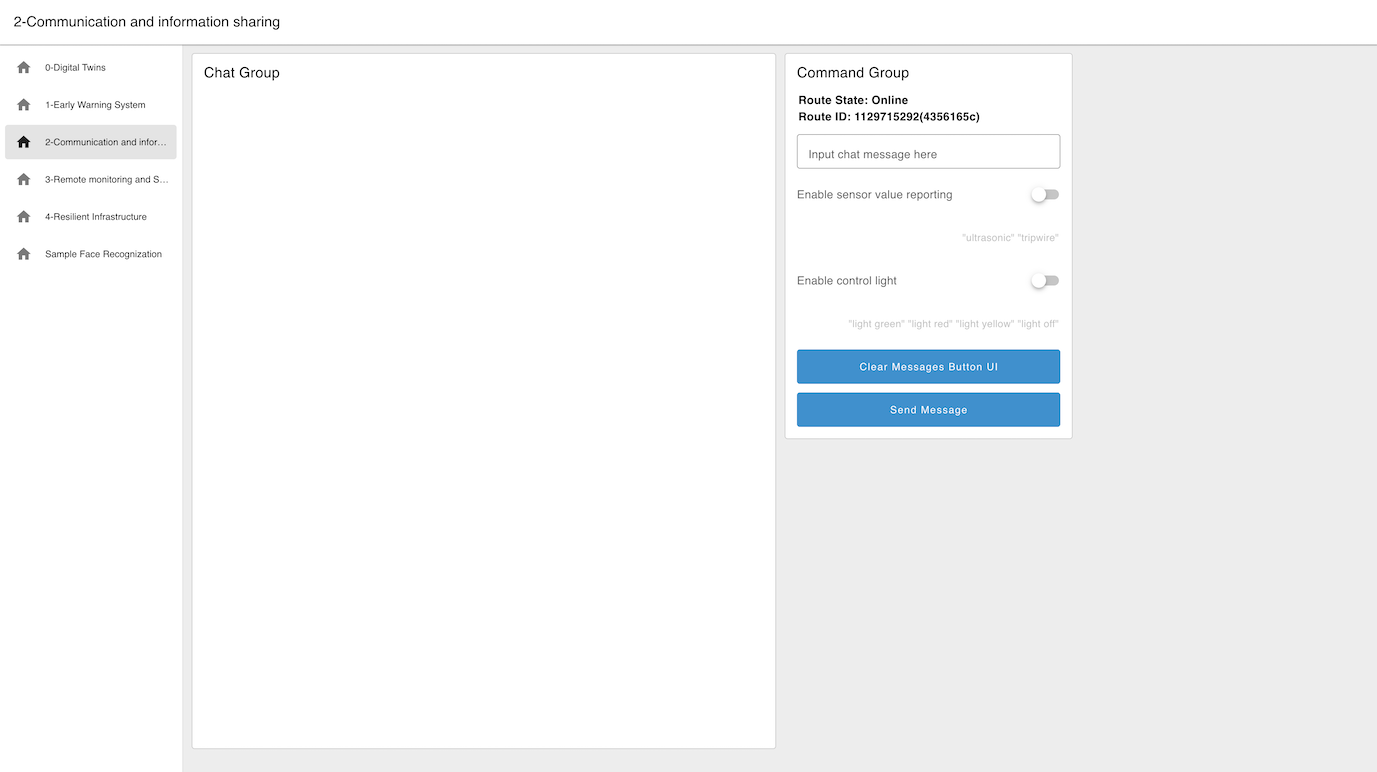 2-Communication and information sharing
0-Digital Twins
1-Early Warning System
2-Communication and infor...
3-Remote monitoring and S...
4-Resilient Infrastructure
Sample Face Recognization
Chat Group
Command Group
Route State: Online
Route ID: 1129715292(4356165c)
Input chat message here
Enable sensor value reporting
"ultrasonic" "tripwire"
Enable control light
"light green" "light red" "light yellow" "light off"
Clear Messages Button UI
Send Message